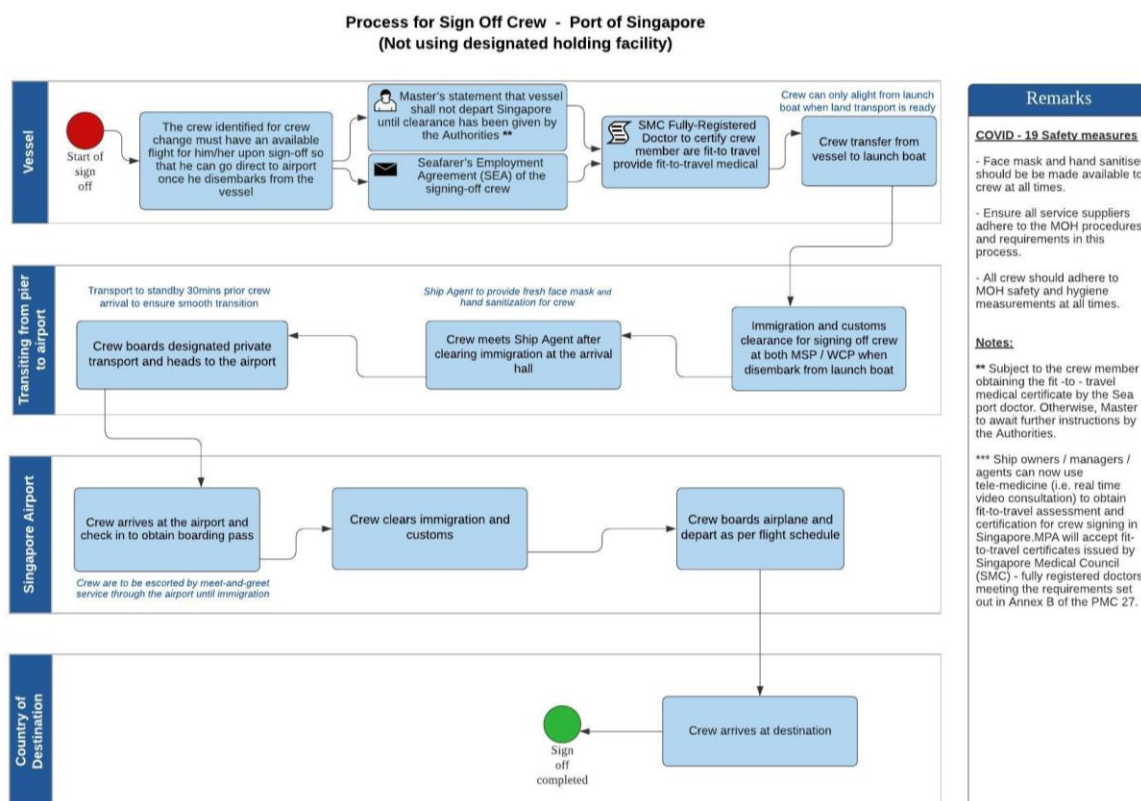 Process for Sign Off Crew - Port of Singapore
(Not using designated holding facility)
Vessel
Start of
sign
off
The crew identified for crew
change must have an available
flight for him/her upon sign-off so
that he can go direct to airport
once he disembarks from the
vessel
Master's statement that vessel
shall not depart Singapore
until clearance has been given
by the Authorities **
Seafarer's Employment
Agreement (SEA) of the
signing-off crew
SMC Fully-Registered
Doctor to certify crew
member are fit-to travel
provide fit-to-travel medical
Crew can only alight from launch
boat when land transport is ready
Crew transfer from
vessel to launch boat
Transiting from pier
to airport
Transport to standby 30mins prior crew
arrival to ensure smooth transition
Crew boards designated private
transport and heads to the airport
Ship Agent to provide fresh face mask and
hand sanitization for crew
Crew meets Ship Agent after
clearing immigration at the arrival
hall
Immigration and customs
clearance for signing off crew
at both MSP / WCP when
disembark from launch boat
Singapore Airport
Crew arrives at the airport and
check in to obtain boarding pass
Crew are to be escorted by meet-and-greet
service through the airport until immigration
Crew clears immigration and
customs
Crew boards airplane and
depart as per flight schedule
Country of
Destination
Sign
off
completed
Crew arrives at destination
Remarks
COVID - 19 Safety measures
- Face mask and hand sanitise
should be be made available to
crew at all times.
- Ensure all service suppliers
adhere to the MOH procedures
and requirements in this
process.
- All crew should adhere to
MOH safety and hygiene
measurements at all times.
Notes:
** Subject to the crew member
obtaining the fit -to - travel
medical certificate by the Sea
port doctor. Otherwise, Master
to await further instructions by
the Authorities.
*** Ship owners / managers /
agents can now use
tele-medicine (i.e. real time
video consultation) to obtain
fit-to-travel assessment and
certification for crew signing in
Singapore.MPA will accept fit-
to-travel certificates issued by
Singapore Medical Council
(SMC) - fully registered doctors
meeting the requirements set
out in Annex B of the PMC 27.